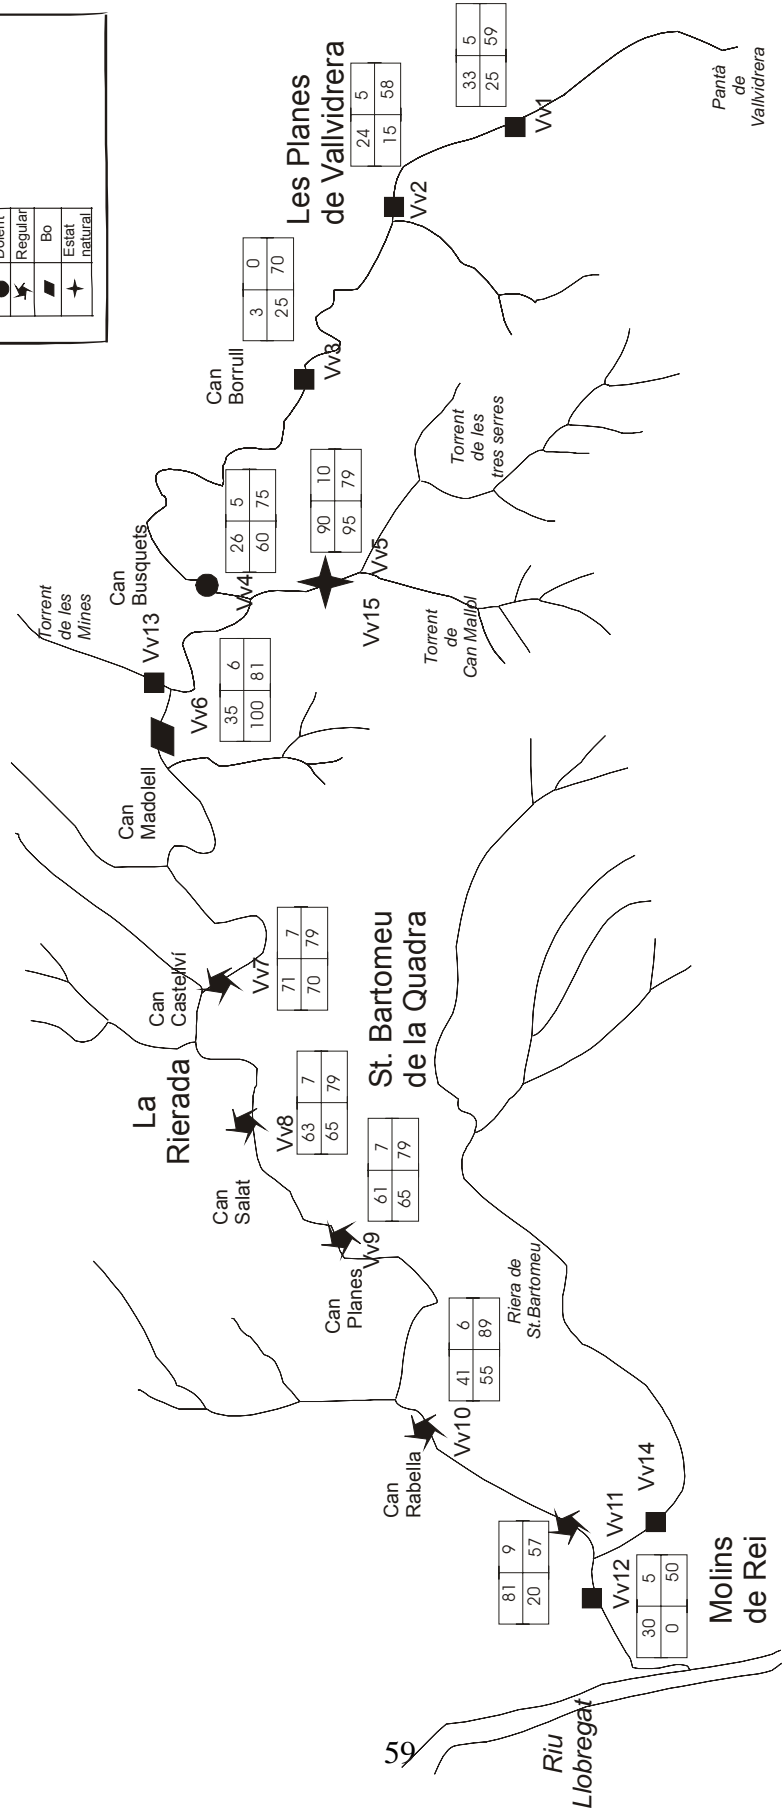 Dolent
Regular
Bo
Estat
natural
Pantà
de
Vallvidrera
33 5
25 59
Vv1
Les Planes
de Vallvidrera
24 5
15 58
Vv2
3 0
25 70
Can
Borrull
Vv3
Torrent
de les
tres serres
90 10
95 79
Vv5
Vv15
Torrent
de
Can Mallol
26 5
60 75
Can
Busquets
Vv4
Torrent
de les
Mines
Vv13
Vv6
35 6
100 81
Can
Madolell
Can
Castellví
Vv7
71 7
70 79
La
Rierada
Vv8
63 7
65 79
St. Bartomeu
de la Quadra
Can
Salat
61 7
65 79
Vv9
Can
Planes
Riera de
St.Bartomeu
41 6
55 89
Vv10
Can
Rabella
81 9
20 57
Vv11
Vv14
Vv12
30 5
0 50
Molins
de Rei
Riu
Llobregat
59